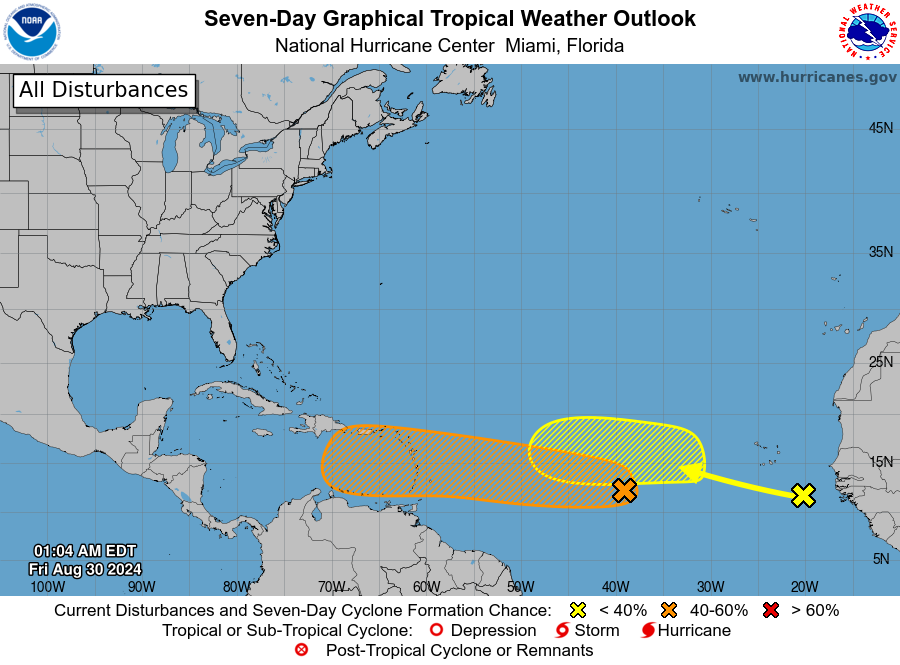 Seven-Day Graphical Tropical Weather Outlook
National Hurricane Center Miami, Florida
NOAA
NATIONAL WEATHER SERVICE
All Disturbances
www.hurricanes.gov
45N
35N
25N
15N
5N
01:04 AM EDT
Fri Aug 30 2024
100W 90W 80W 70W 60W 50W 40W 30W 20W
Current Disturbances and Seven-Day Cyclone Formation Chance: < 40% 40-60% > 60%
Tropical or Sub-Tropical Cyclone: Depression Storm Hurricane
Post-Tropical Cyclone or Remnants